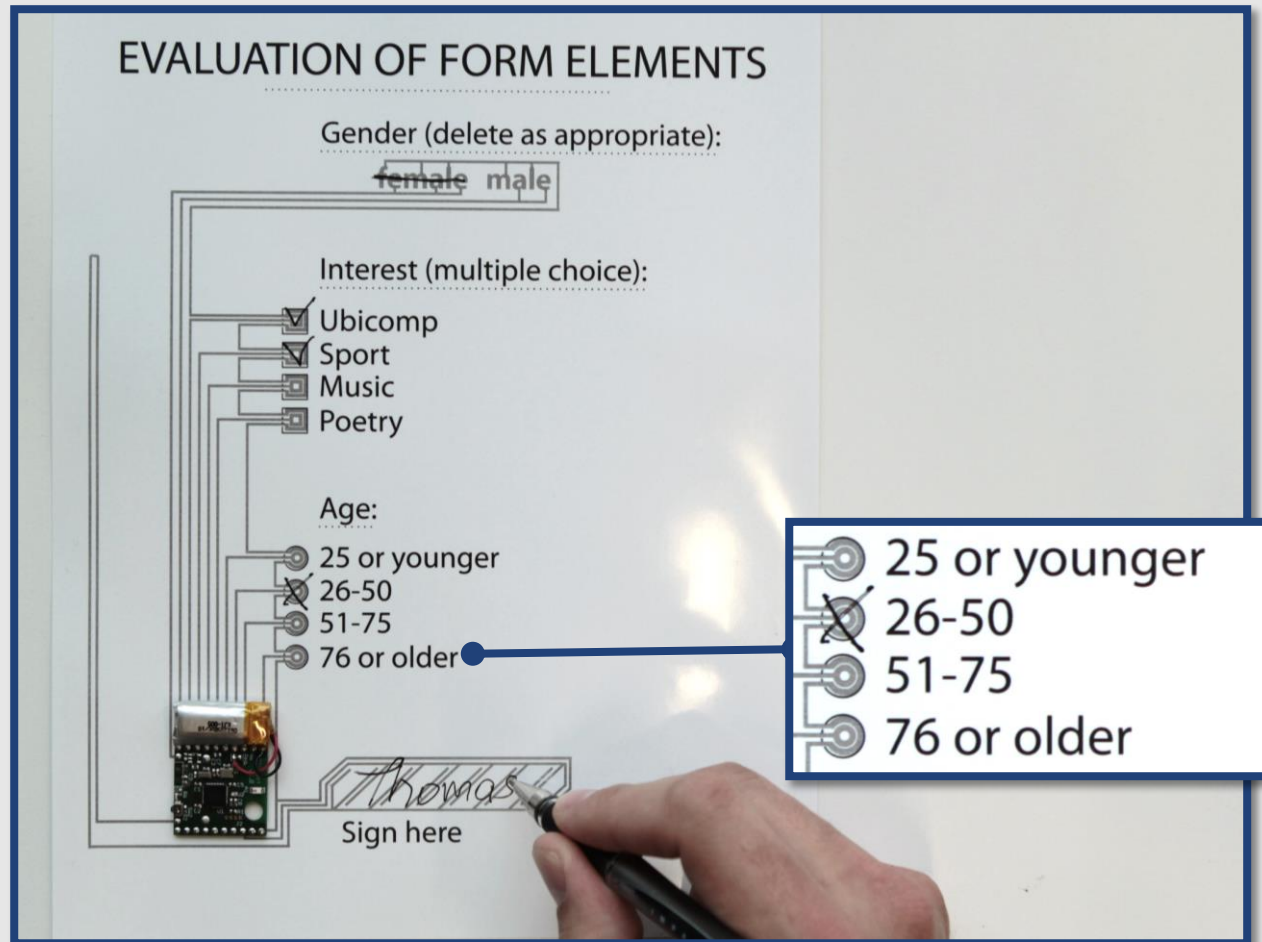 EVALUATION OF FORM ELEMENTS
Gender (delete as appropriate):
female male
Interest (multiple choice):
Ubicomp
Sport
Music
Poetry
Age:
25 or younger
26-50
51-75
76 or older
Thomas
Sign here
25 or younger
26-50
51-75
76 or older